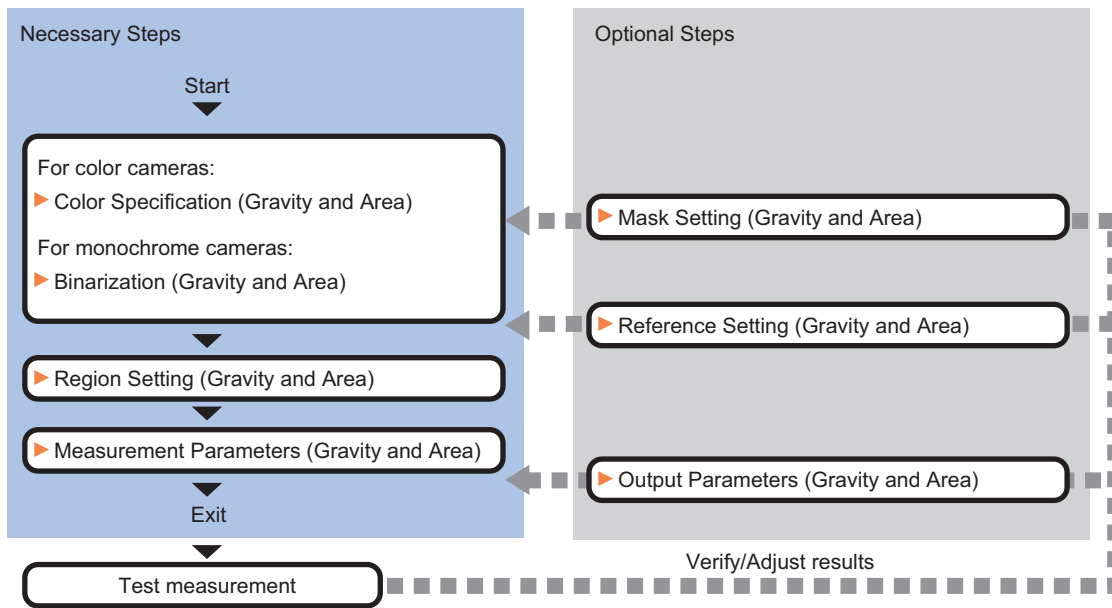 Necessary Steps
Start
For color cameras:
Color Specification (Gravity and Area)
For monochrome cameras:
Binarization (Gravity and Area)
Region Setting (Gravity and Area)
Measurement Parameters (Gravity and Area)
Exit
Test measurement
Optional Steps
Mask Setting (Gravity and Area)
Reference Setting (Gravity and Area)
Output Parameters (Gravity and Area)
Verify/Adjust results